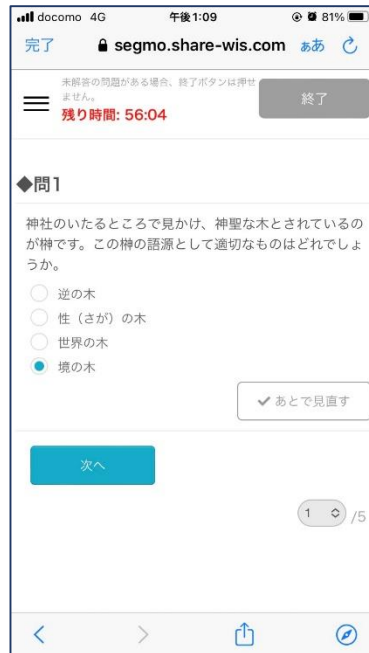 docomo 4G 午後1:09 81%
完了 segmo.share-wis.com ぁあ
未解答の問題がある場合、終了ボタンは押せ
ません。
残り時間: 56:04
終了
◆問1
神社のいたるところで見かけ、神聖な木とされているの
が榊です。この榊の語源として適切なものはどれでしょ
うか。
逆の木
性（さが）の木
世界の木
境の木
あとで見直す
次へ
1 /5